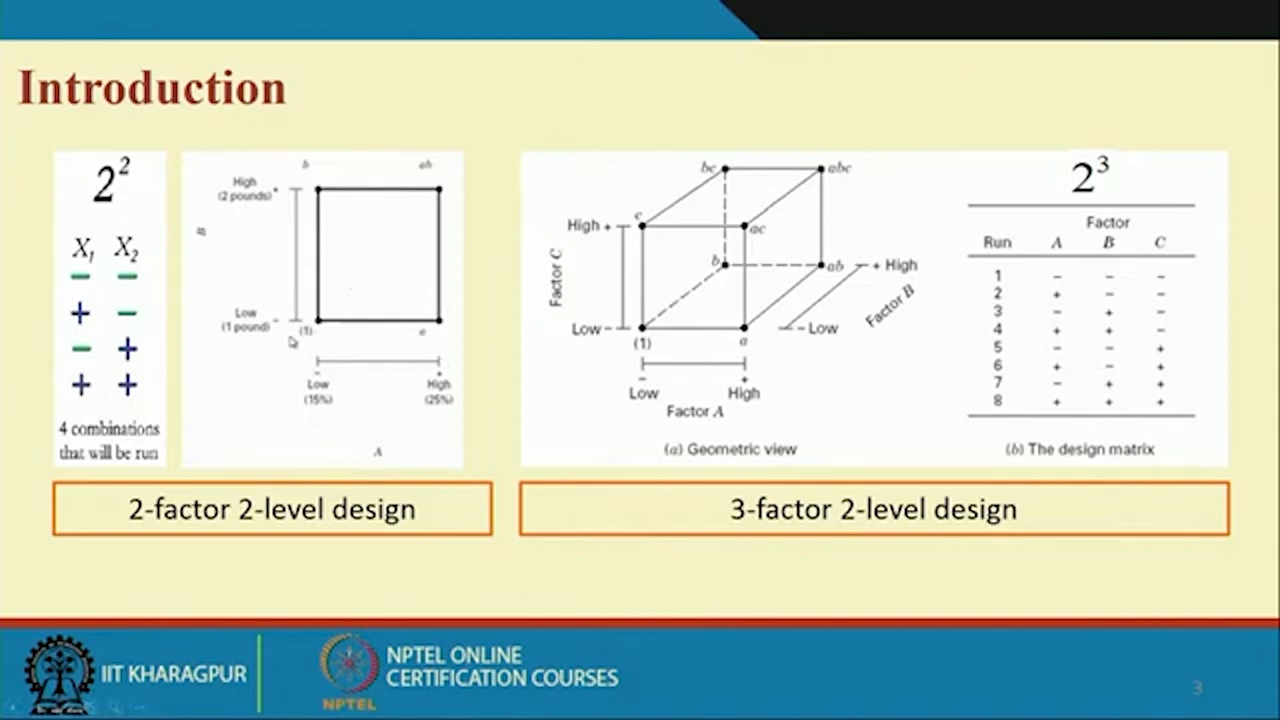 Introduction
2²
X₁ X₂
− −
+ −
− +
+ +
4 combinations
that will be run
b ab
High
(2 pounds)
+
B
Low
(1 pound)
−
(1) a
− +
Low High
(15%) (25%)
A
2-factor 2-level design
bc abc
c
High +
ac
Factor C
b ab + High
Factor B
Low − − Low
(1) a
− +
Low High
Factor A
(a) Geometric view
2³
Factor
Run A B C
1 − − −
2 + − −
3 − + −
4 + + −
5 − − +
6 + − +
7 − + +
8 + + +
(b) The design matrix
3-factor 2-level design
IIT KHARAGPUR
NPTEL
NPTEL ONLINE
CERTIFICATION COURSES
3